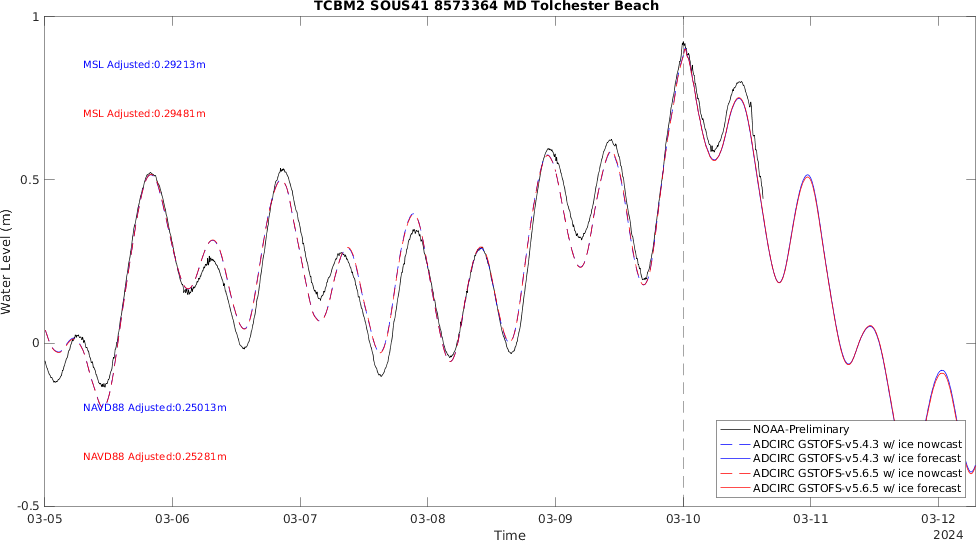 TCBM2 SOUS41 8573364 MD Tolchester Beach
1
MSL Adjusted:0.29213m
MSL Adjusted:0.29481m
0.5
Water Level (m)
0
NAVD88 Adjusted:0.25013m
NAVD88 Adjusted:0.25281m
NOAA-Preliminary
ADCIRC GSTOFS-v5.4.3 w/ ice nowcast
ADCIRC GSTOFS-v5.4.3 w/ ice forecast
ADCIRC GSTOFS-v5.6.5 w/ ice nowcast
ADCIRC GSTOFS-v5.6.5 w/ ice forecast
-0.5
03-05 03-06 03-07 03-08 03-09 03-10 03-11 03-12
Time 2024